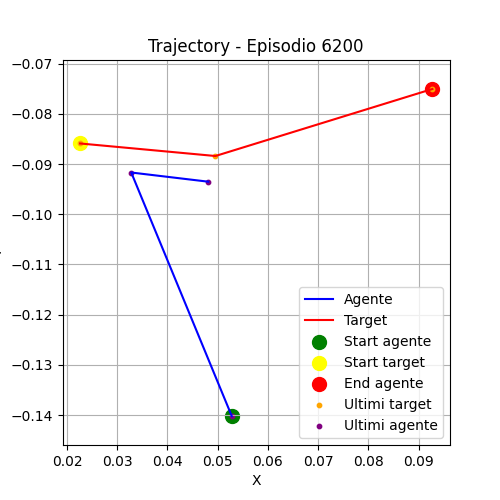 Trajectory - Episodio 6200
−0.07
−0.08
−0.09
−0.10
−0.11
−0.12
−0.13
−0.14
0.02 0.03 0.04 0.05 0.06 0.07 0.08 0.09
X
Agente
Target
Start agente
Start target
End agente
Ultimi target
Ultimi agente